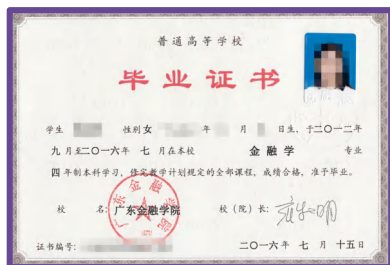 普通高等学校
毕业证书
学生 性别女 年 月 日生，于二〇一二年
九月至二〇一六年七月在本校 金融学 专业
四年制本科学习，修完教学计划规定的全部课程，成绩合格，准予毕业。
校 名：广东金融学院 校（院）长：
证书编号： 二〇一六年 七月 十五日